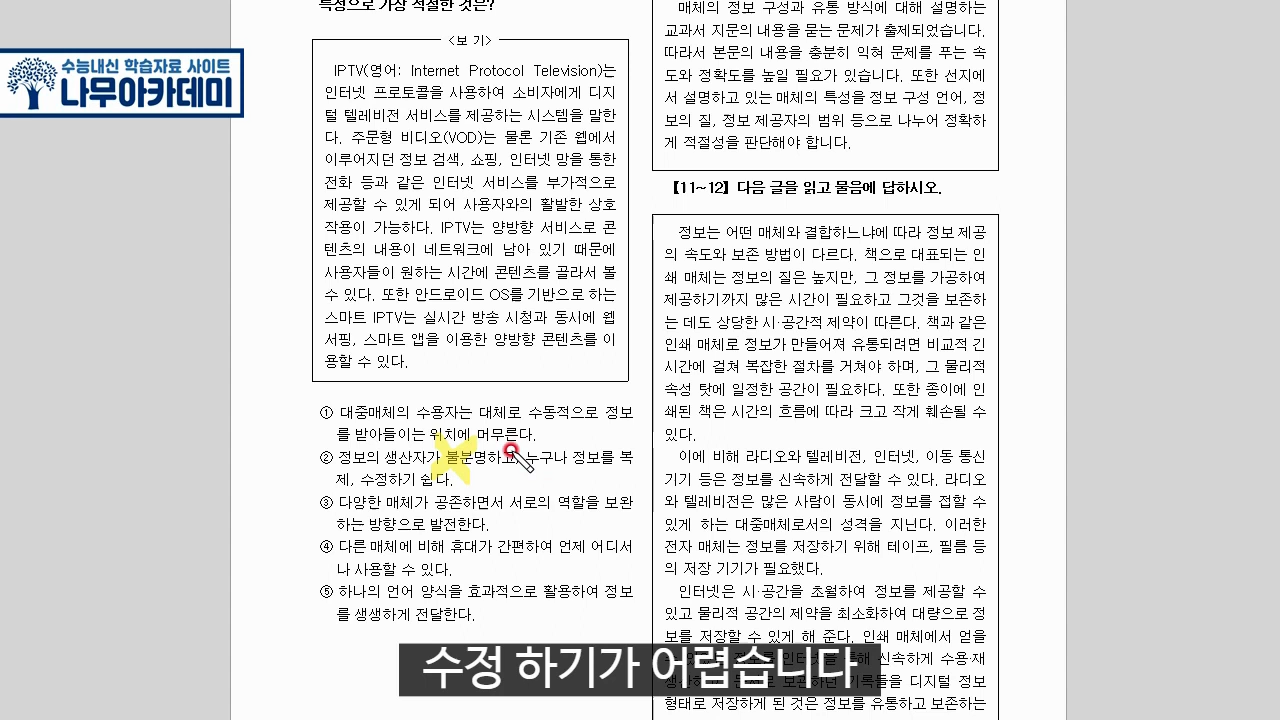 특징으로 가장 적절한 것은?
<보 기>
IPTV(영어: Internet Protocol Television)는
인터넷 프로토콜을 사용하여 소비자에게 디지
털 텔레비전 서비스를 제공하는 시스템을 말한
다. 주문형 비디오(VOD)는 물론 기존 웹에서
이루어지던 정보 검색, 쇼핑, 인터넷 망을 통한
전화 등과 같은 인터넷 서비스를 부가적으로
제공할 수 있게 되어 사용자와의 활발한 상호
작용이 가능하다. IPTV는 양방향 서비스로 콘
텐츠의 내용이 네트워크에 남아 있기 때문에
사용자들이 원하는 시간에 콘텐츠를 골라서 볼
수 있다. 또한 안드로이드 OS를 기반으로 하는
스마트 IPTV는 실시간 방송 시청과 동시에 웹
서핑, 스마트 앱을 이용한 양방향 콘텐츠를 이
용할 수 있다.
① 대중매체의 수용자는 대체로 수동적으로 정보
를 받아들이는 위치에 머무른다.
② 정보의 생산자가 불분명하고, 누구나 정보를 복
제, 수정하기 쉽다.
③ 다양한 매체가 공존하면서 서로의 역할을 보완
하는 방향으로 발전한다.
④ 다른 매체에 비해 휴대가 간편하여 언제 어디서
나 사용할 수 있다.
⑤ 하나의 언어 양식을 효과적으로 활용하여 정보
를 생생하게 전달한다.
매체의 정보 구성과 유통 방식에 대해 설명하는
교과서 지문의 내용을 묻는 문제가 출제되었습니다.
따라서 본문의 내용을 충분히 익혀 문제를 푸는 속
도와 정확도를 높일 필요가 있습니다. 또한 선지에
서 설명하고 있는 매체의 특성을 정보 구성 언어, 정
보의 질, 정보 제공자의 범위 등으로 나누어 정확하
게 적절성을 판단해야 합니다.
【11~12】 다음 글을 읽고 물음에 답하시오.
정보는 어떤 매체와 결합하느냐에 따라 정보 제공
의 속도와 보존 방법이 다르다. 책으로 대표되는 인
쇄 매체는 정보의 질은 높지만, 그 정보를 가공하여
제공하기까지 많은 시간이 필요하고 그것을 보존하
는 데도 상당한 시·공간적 제약이 따른다. 책과 같은
인쇄 매체로 정보가 만들어져 유통되려면 비교적 긴
시간에 걸쳐 복잡한 절차를 거쳐야 하며, 그 물리적
속성 탓에 일정한 공간이 필요하다. 또한 종이에 인
쇄된 책은 시간의 흐름에 따라 크고 작게 훼손될 수
있다.
이에 비해 라디오와 텔레비전, 인터넷, 이동 통신
기기 등은 정보를 신속하게 전달할 수 있다. 라디오
와 텔레비전은 많은 사람이 동시에 정보를 접할 수
있게 하는 대중매체로서의 성격을 지닌다. 이러한
전자 매체는 정보를 저장하기 위해 테이프, 필름 등
의 저장 기기가 필요했다.
인터넷은 시·공간을 초월하여 정보를 제공할 수
있고 물리적 공간의 제약을 최소화하여 대량으로 정
보를 저장할 수 있게 해 준다. 인쇄 매체에서 얻을
해 신속하게 수용·재
기록들을 디지털 정보
형태로 저장하게 된 것은 정보를 유통하고 보존하는
수능내신 학습자료 사이트
나무아카데미
수정 하기가 어렵습니다